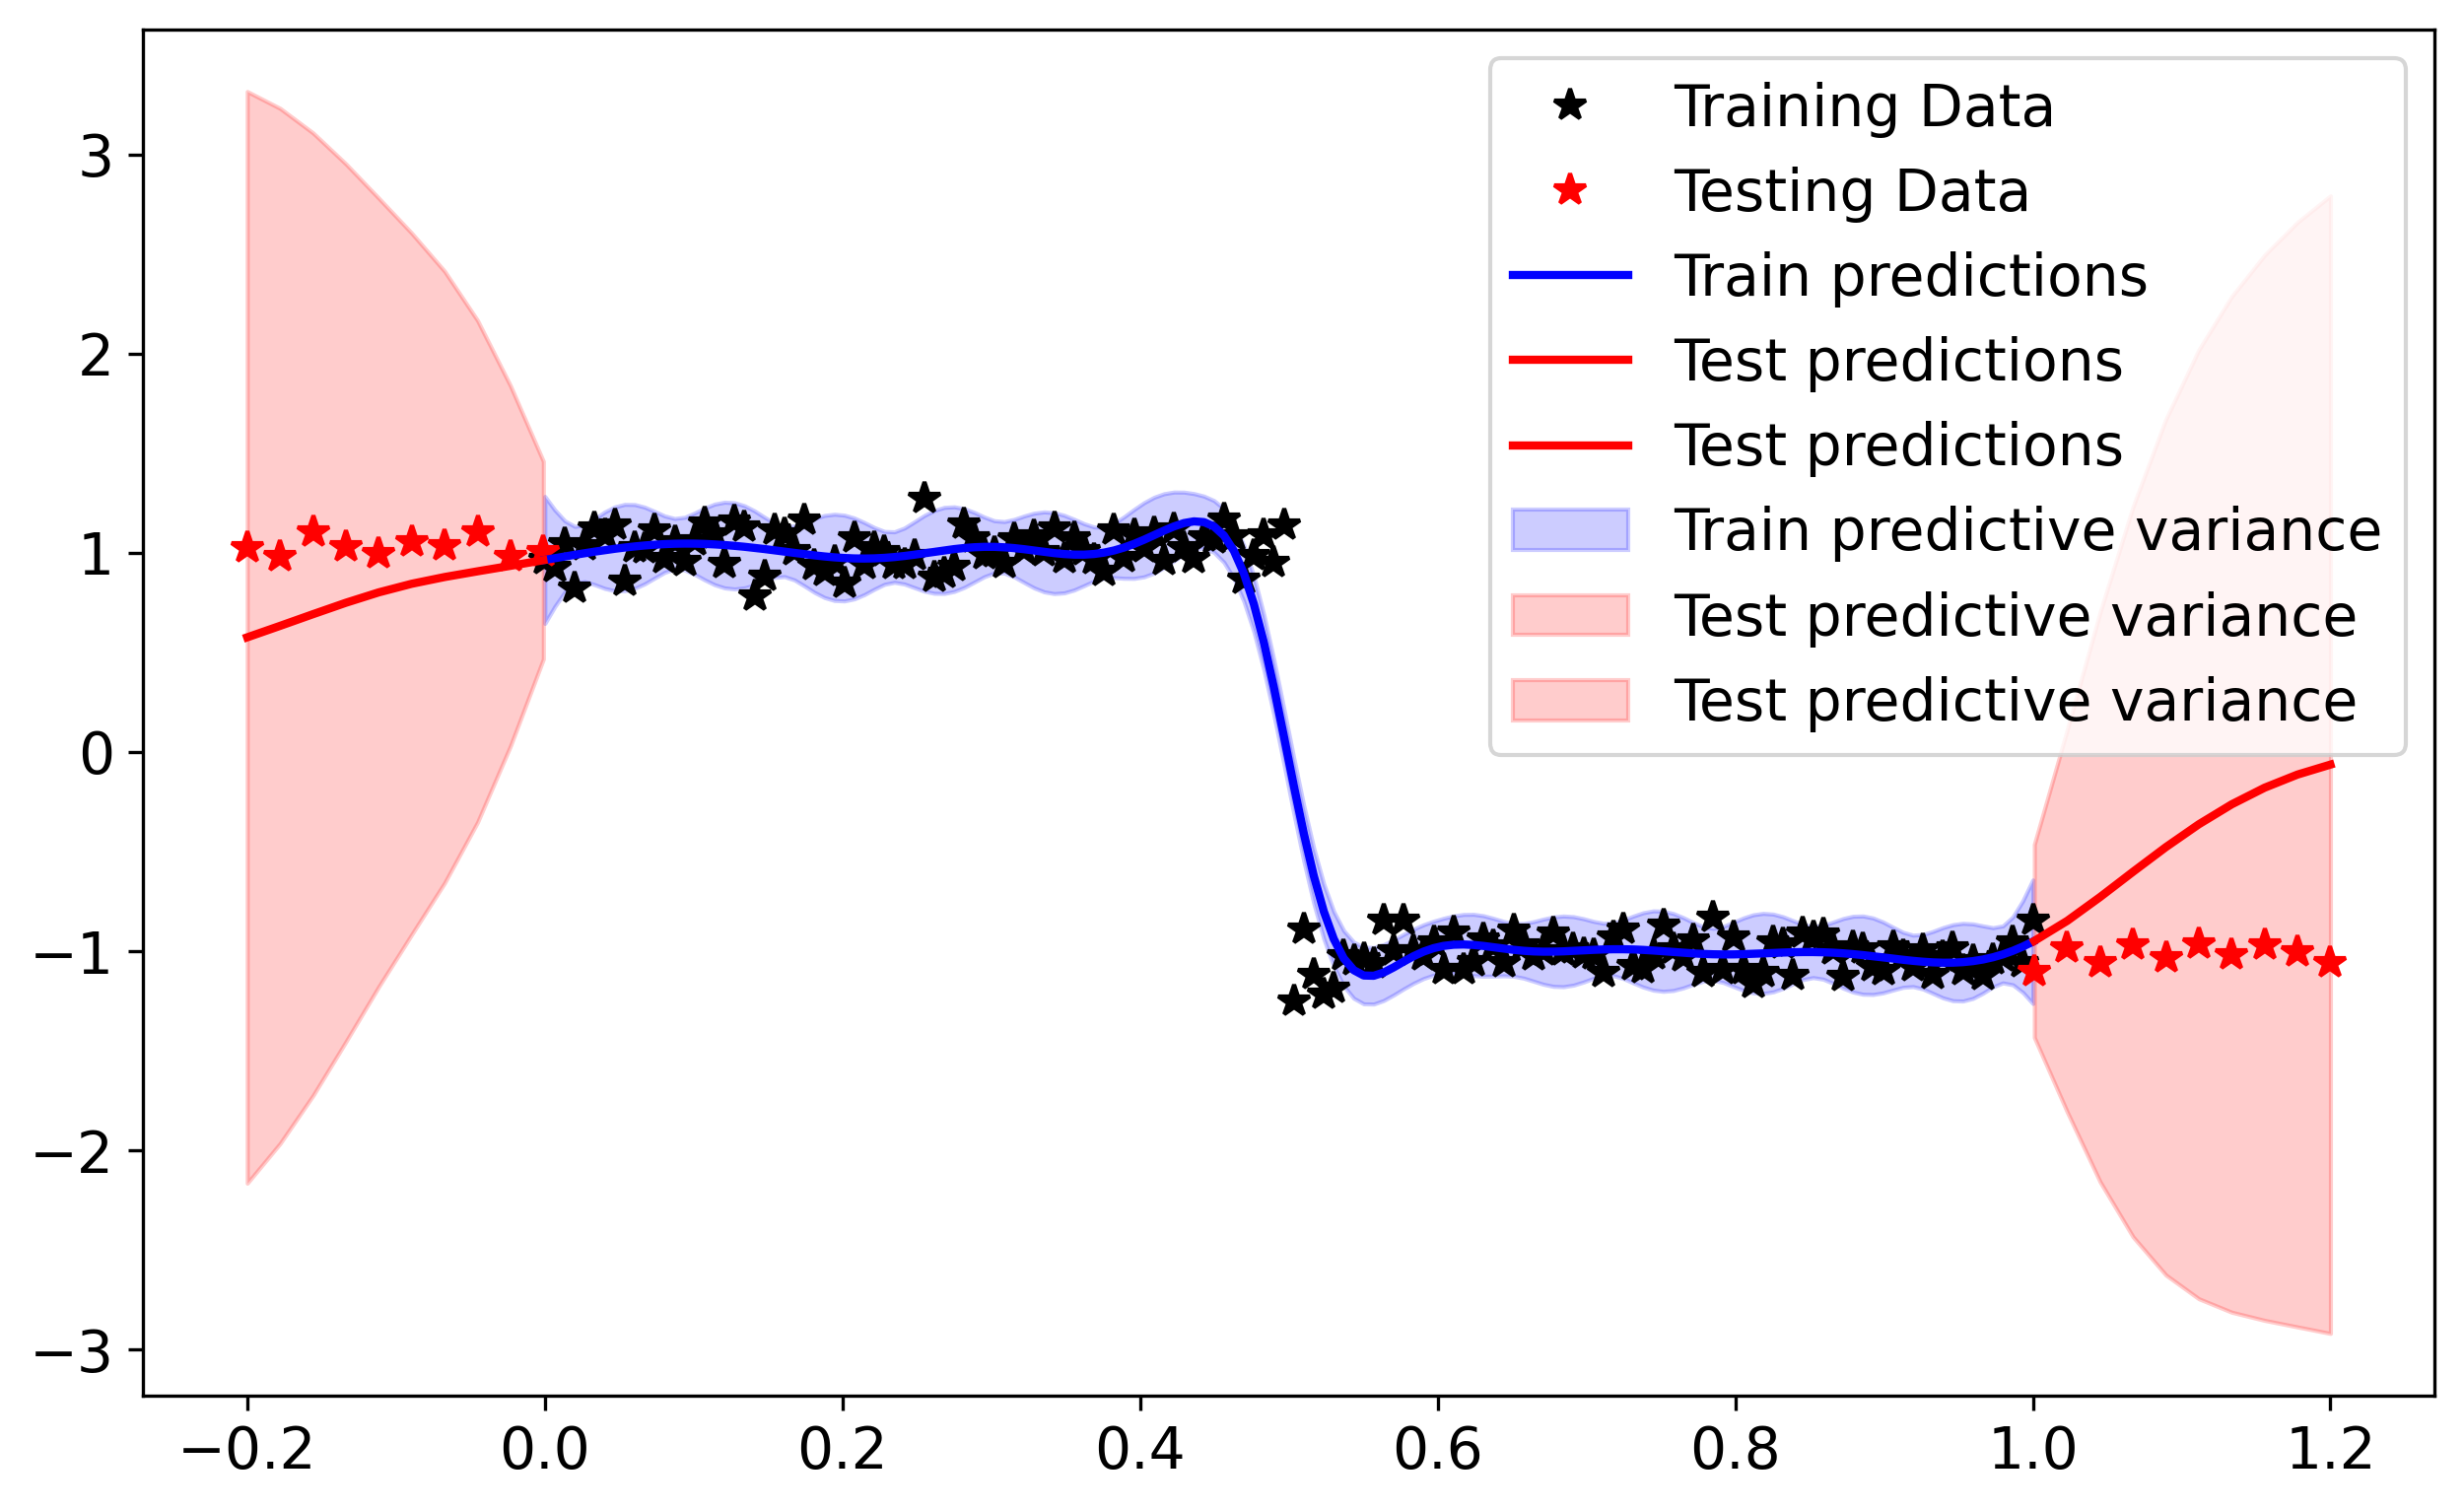 Training Data
Testing Data
Train predictions
Test predictions
Test predictions
Train predictive variance
Test predictive variance
Test predictive variance
3
2
1
0
−1
−2
−3
−0.2 0.0 0.2 0.4 0.6 0.8 1.0 1.2